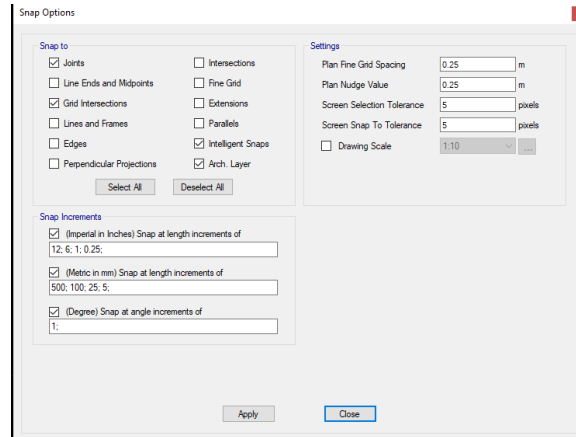 Snap Options
Snap to
Joints
Intersections
Line Ends and Midpoints
Fine Grid
Grid Intersections
Extensions
Lines and Frames
Parallels
Edges
Intelligent Snaps
Perpendicular Projections
Arch. Layer
Select All
Deselect All
Settings
Plan Fine Grid Spacing 0.25 m
Plan Nudge Value 0.25 m
Screen Selection Tolerance 5 pixels
Screen Snap To Tolerance 5 pixels
Drawing Scale 1:10 ...
Snap Increments
(Imperial in Inches) Snap at length increments of
12; 6; 1; 0.25;
(Metric in mm) Snap at length increments of
500; 100; 25; 5;
(Degree) Snap at angle increments of
1;
Apply
Close